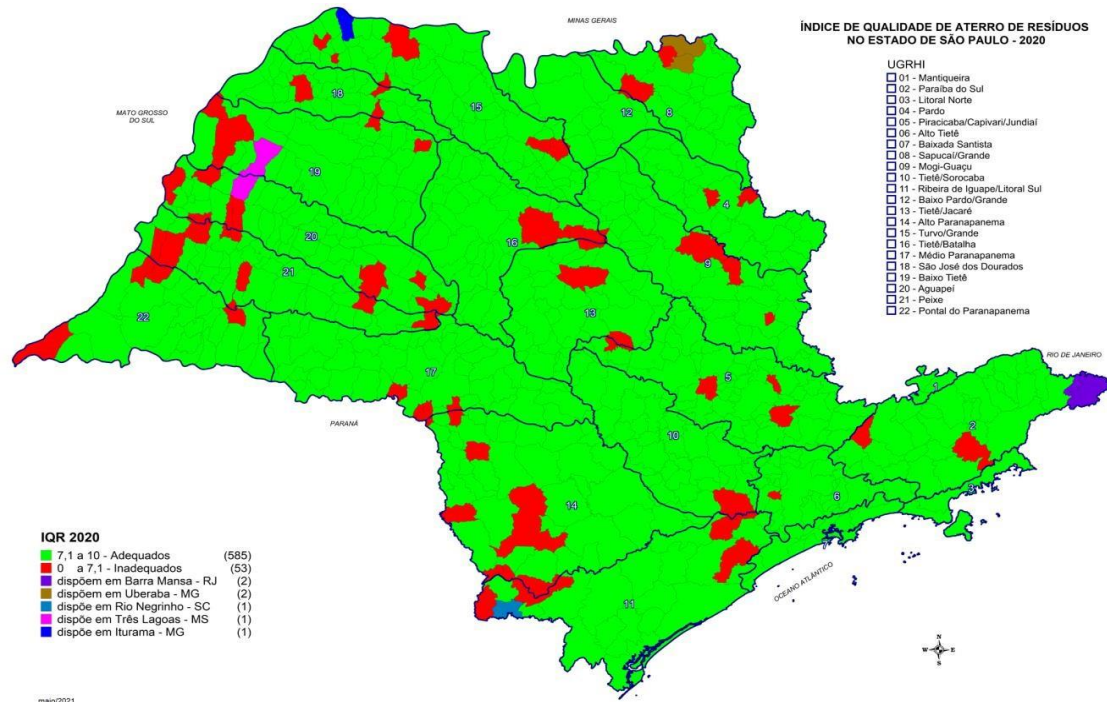 ÍNDICE DE QUALIDADE DE ATERRO DE RESÍDUOS
NO ESTADO DE SÃO PAULO - 2020
UGRHI
01 - Mantiqueira
02 - Paraíba do Sul
03 - Litoral Norte
04 - Pardo
05 - Piracicaba/Capivari/Jundiaí
06 - Alto Tietê
07 - Baixada Santista
08 - Sapucaí/Grande
09 - Mogi-Guaçu
10 - Tietê/Sorocaba
11 - Ribeira de Iguape/Litoral Sul
12 - Baixo Pardo/Grande
13 - Tietê/Jacaré
14 - Alto Paranapanema
15 - Turvo/Grande
16 - Tietê/Batalha
17 - Médio Paranapanema
18 - São José dos Dourados
19 - Baixo Tietê
20 - Aguapeí
21 - Peixe
22 - Pontal do Paranapanema
MINAS GERAIS
MATO GROSSO
DO SUL
RIO DE JANEIRO
PARANÁ
OCEANO ATLÂNTICO
18
15
12
8
19
4
20
16
9
21
13
22
17
5
1
2
10
3
6
14
11
N
W E
S
IQR 2020
7,1 a 10 - Adequados (585)
0 a 7,1 - Inadequados (53)
dispõem em Barra Mansa - RJ (2)
dispõem em Uberaba - MG (2)
dispõe em Rio Negrinho - SC (1)
dispõe em Três Lagoas - MS (1)
dispõe em Iturama - MG (1)
maio/2021